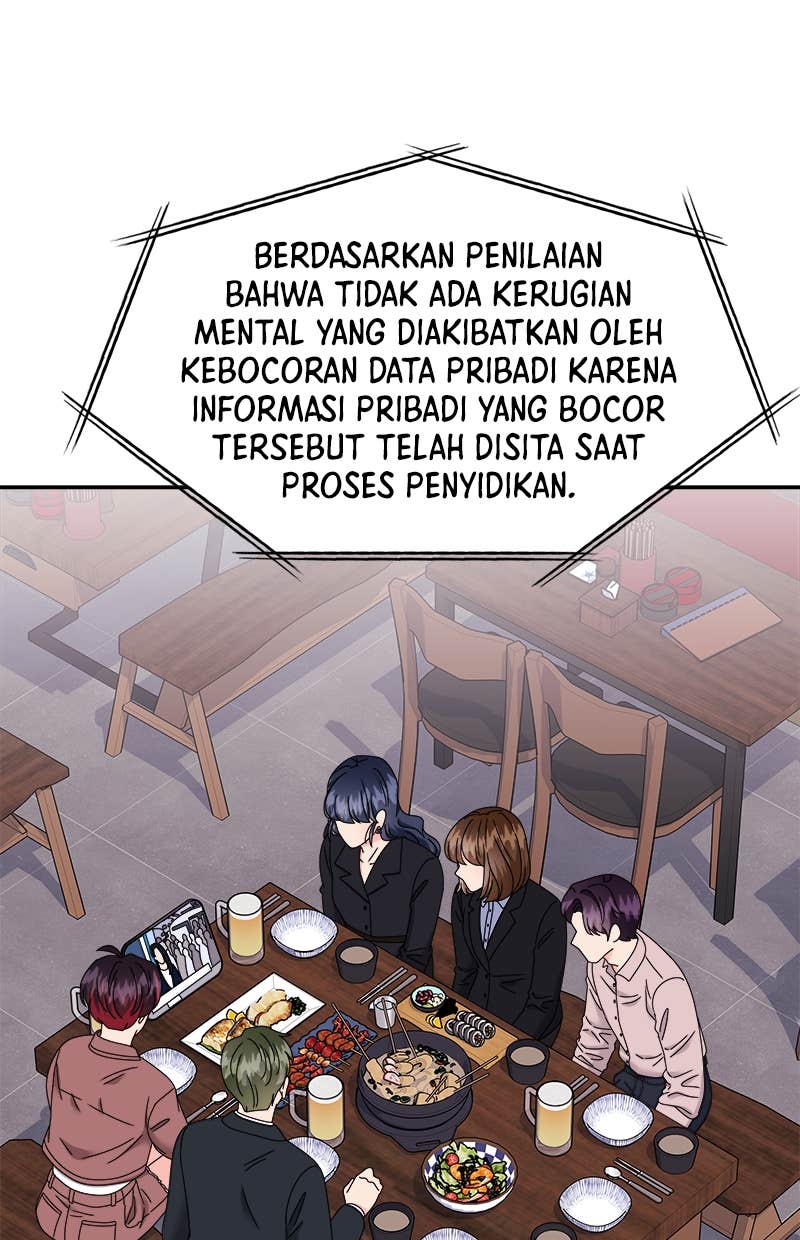 BERDASARKAN PENILAIAN
BAHWA TIDAK ADA KERUGIAN
MENTAL YANG DIAKIBATKAN OLEH
KEBOCORAN DATA PRIBADI KARENA
INFORMASI PRIBADI YANG BOCOR
TERSEBUT TELAH DISITA SAAT
PROSES PENYIDIKAN.